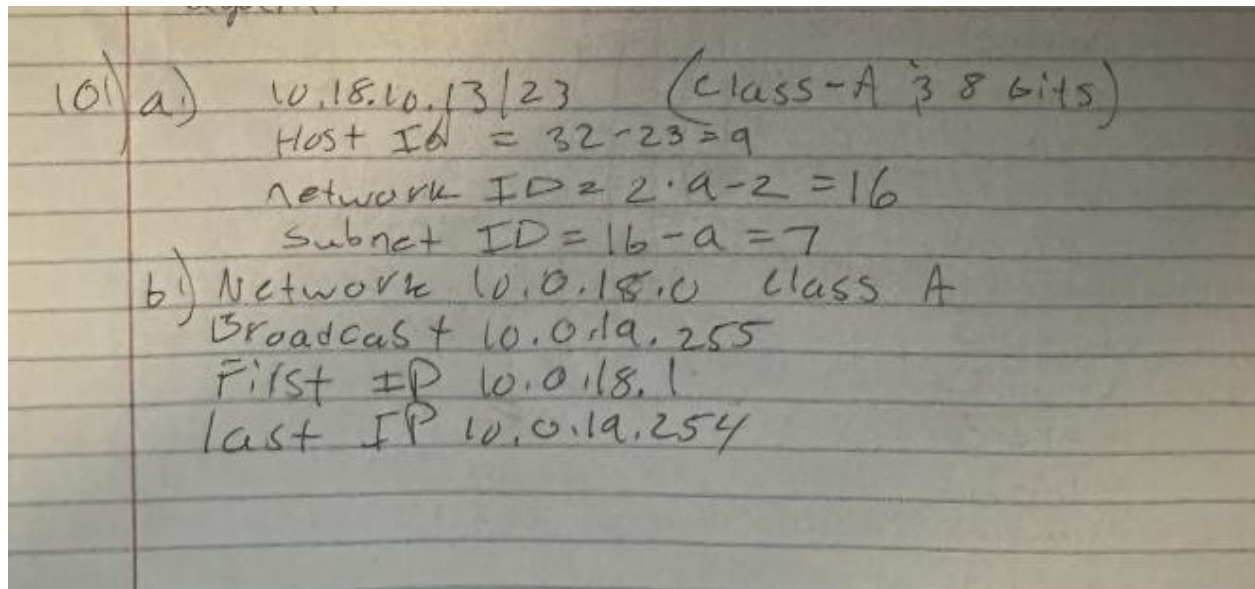 10) a) 10.18.10.13/23 (Class-A 8 bits)
Host ID = 32-23=9
network ID = 2·9-2=16
Subnet ID=16-9=7
b) Network 10.0.18.0 Class A
Broadcast 10.0.19.255
First IP 10.0.18.1
last IP 10.0.19.254